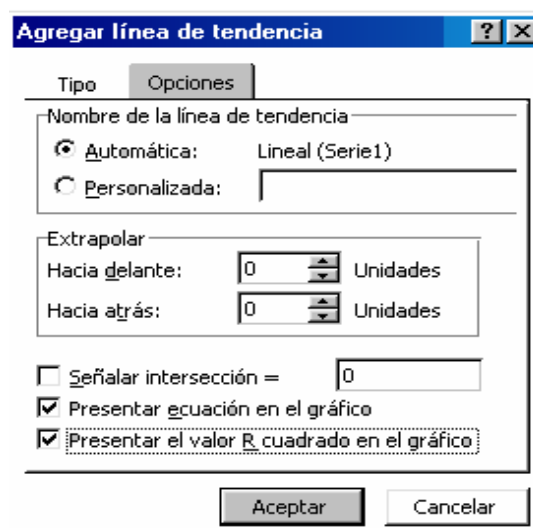 Agregar línea de tendencia
Tipo Opciones
Nombre de la línea de tendencia
Automática: Lineal (Serie1)
Personalizada:
Extrapolar
Hacia delante: 0 Unidades
Hacia atrás: 0 Unidades
Señalar intersección = 0
Presentar ecuación en el gráfico
Presentar el valor R cuadrado en el gráfico
Aceptar Cancelar